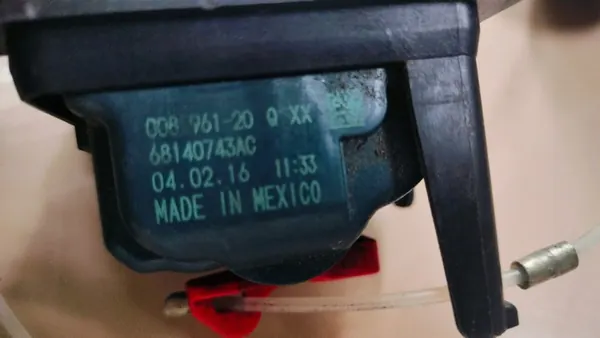 008 961-20 Q XX
68140743AC
04.02.16 11:33
MADE IN MEXICO